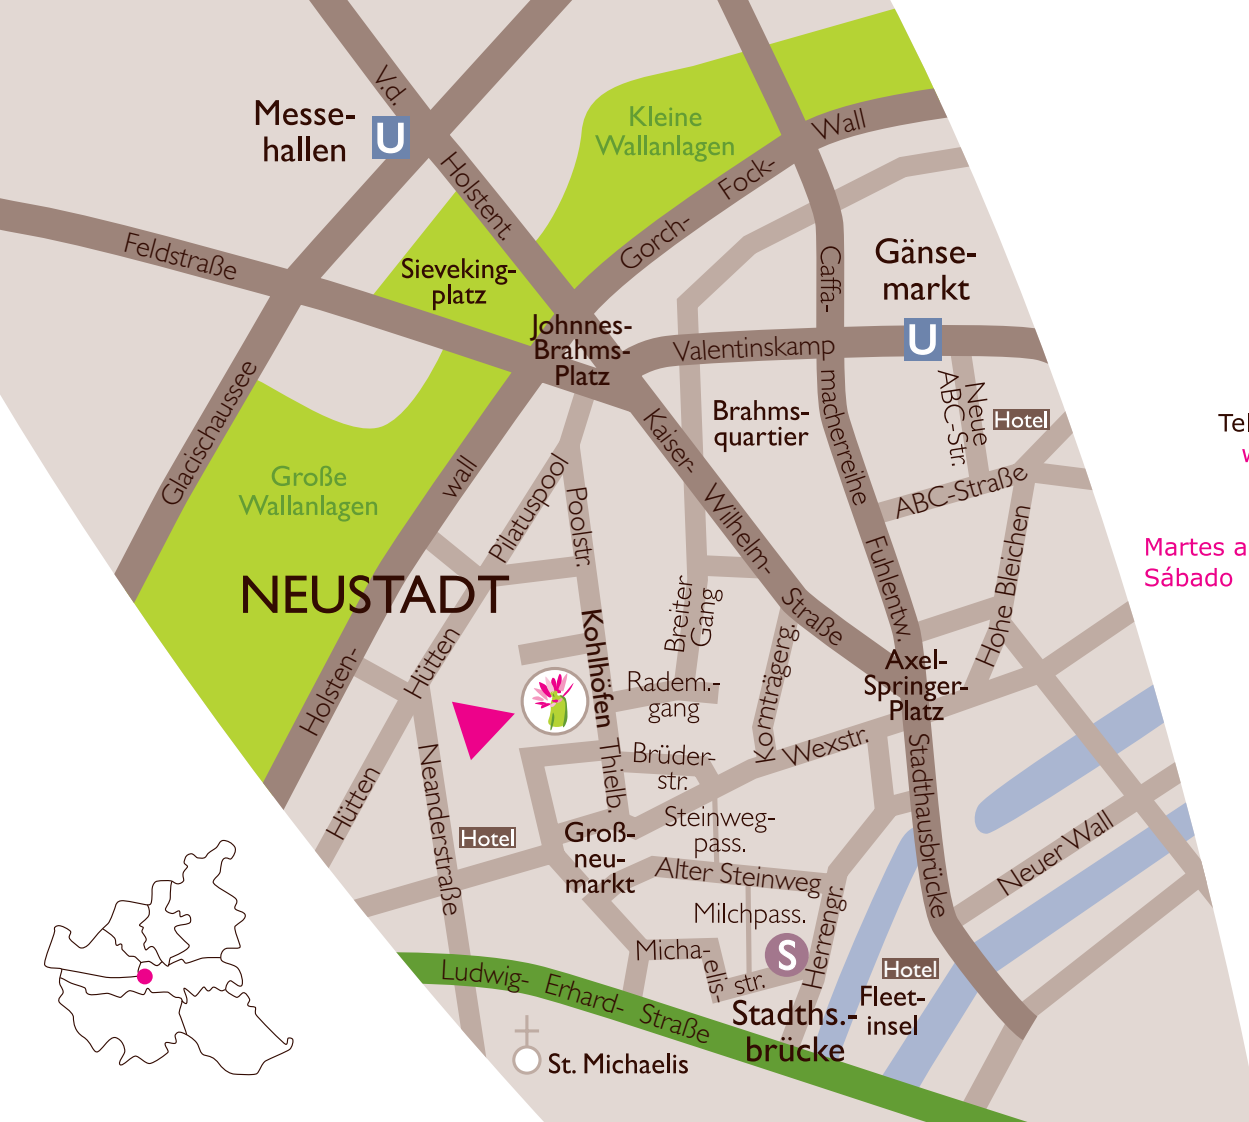 V.d.
Holstent.
Messe-
hallen
U
Kleine
Wallanlagen
Gorch-
Fock-
Wall
Feldstraße
Sieveking-
platz
Johnnes-
Brahms-
Platz
Gänse-
markt
U
Caffa-
macherreihe
Valentinskamp
Neue
ABC-Str.
Hotel
Brahms-
quartier
Glacischaussee
Große
Wallanlagen
Holsten-
wall
Pilatuspool
Poolstr.
Kaiser-
Wilhelm-
Straße
ABC-Straße
Hohe Bleichen
Fuhlentw.
Tel
Martes a
Sábado
NEUSTADT
Hütten
Kohlhöfen
Breiter
Gang
Radem.-
gang
Kornträgerg.
Axel-
Springer-
Platz
Wexstr.
Brüder-
str.
Thielb.
Hütten
Neanderstraße
Hotel
Groß-
neu-
markt
Steinweg-
pass.
Alter Steinweg
Milchpass.
Stadthausbrücke
Neuer Wall
Herrengr.
Micha-
elis-
str.
S
Stadths.-
brücke
Hotel
Fleet-
insel
Ludwig-
Erhard-
Straße
St. Michaelis